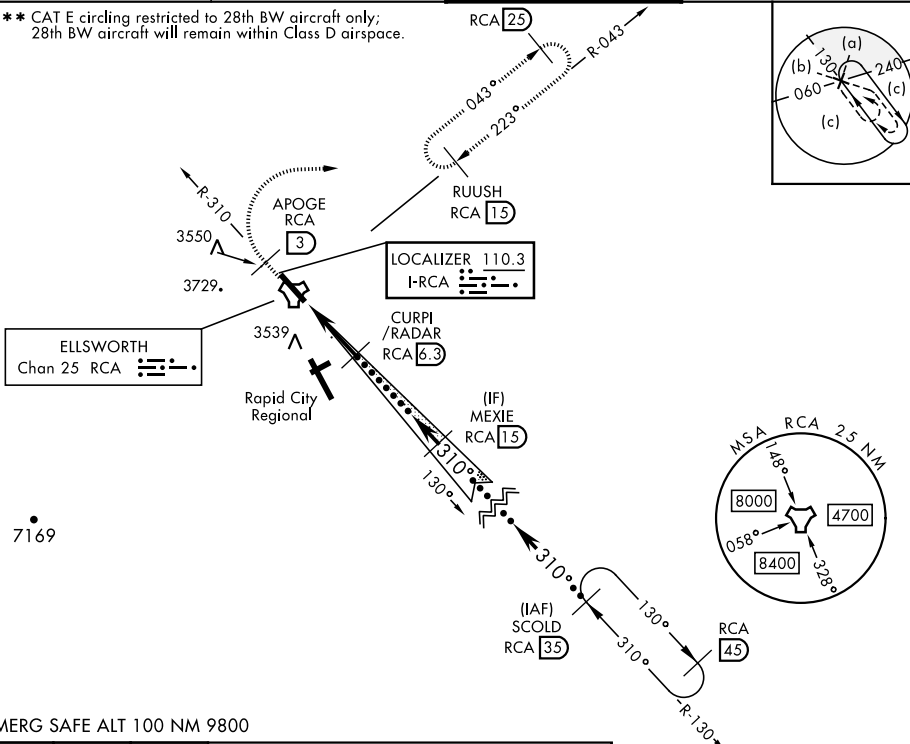 ** CAT E circling restricted to 28th BW aircraft only;
28th BW aircraft will remain within Class D airspace.
RCA 25
R-043
043°
223°
RUUSH
RCA 15
(a)
130
(b)
240
060
(c)
(c)
R-310
APOGE
RCA
3
3550
3729.
LOCALIZER 110.3
I-RCA
3539
CURPI
/RADAR
RCA 6.3
ELLSWORTH
Chan 25 RCA
Rapid City
Regional
(IF)
MEXIE
RCA 15
310°
130°
7169
MSA RCA 25 NM
148°
8000
4700
058°
8400
328°
310°
(IAF)
SCOLD
RCA 35
130°
310°
RCA
45
R-130
MERG SAFE ALT 100 NM 9800